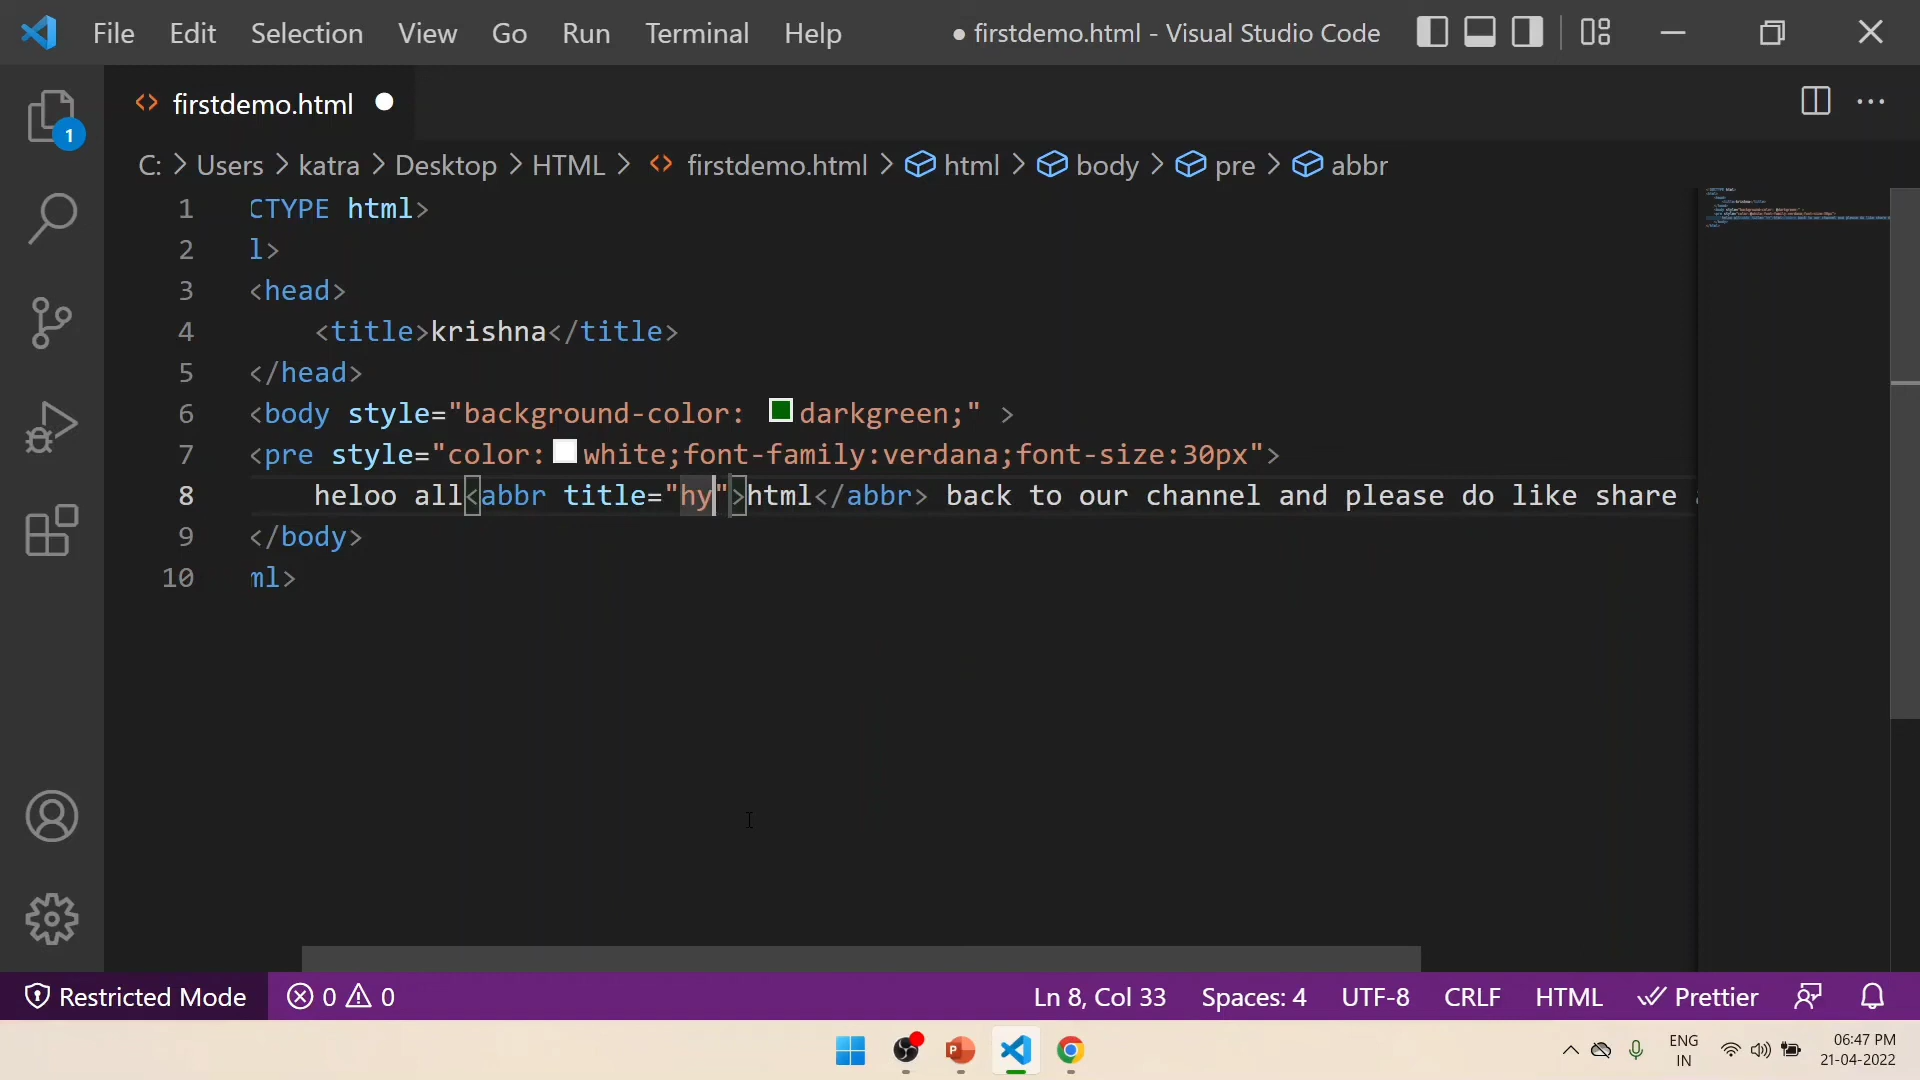 File Edit Selection View Go Run Terminal Help ● firstdemo.html - Visual Studio Code
firstdemo.html
1
C: > Users > katra > Desktop > HTML > firstdemo.html > html > body > pre > abbr
1 CTYPE html>
2 l>
3 <head>
4 <title>krishna</title>
5 </head>
6 <body style="background-color: darkgreen;" >
7 <pre style="color:white;font-family:verdana;font-size:30px">
8 heloo all<abbr title="hy">html</abbr> back to our channel and please do like share
9 </body>
10 ml>
Restricted Mode 0 0 Ln 8, Col 33 Spaces: 4 UTF-8 CRLF HTML Prettier
ENG IN 06:47 PM
21-04-2022